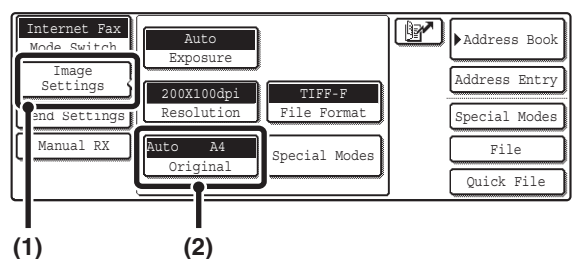 Internet Fax
Mode Switch
Image
Settings
Send Settings
Manual RX
Auto
Exposure
200X100dpi
Resolution
TIFF-F
File Format
Auto A4
Original
Special Modes
Address Book
Address Entry
Special Modes
File
Quick File
(1)
(2)